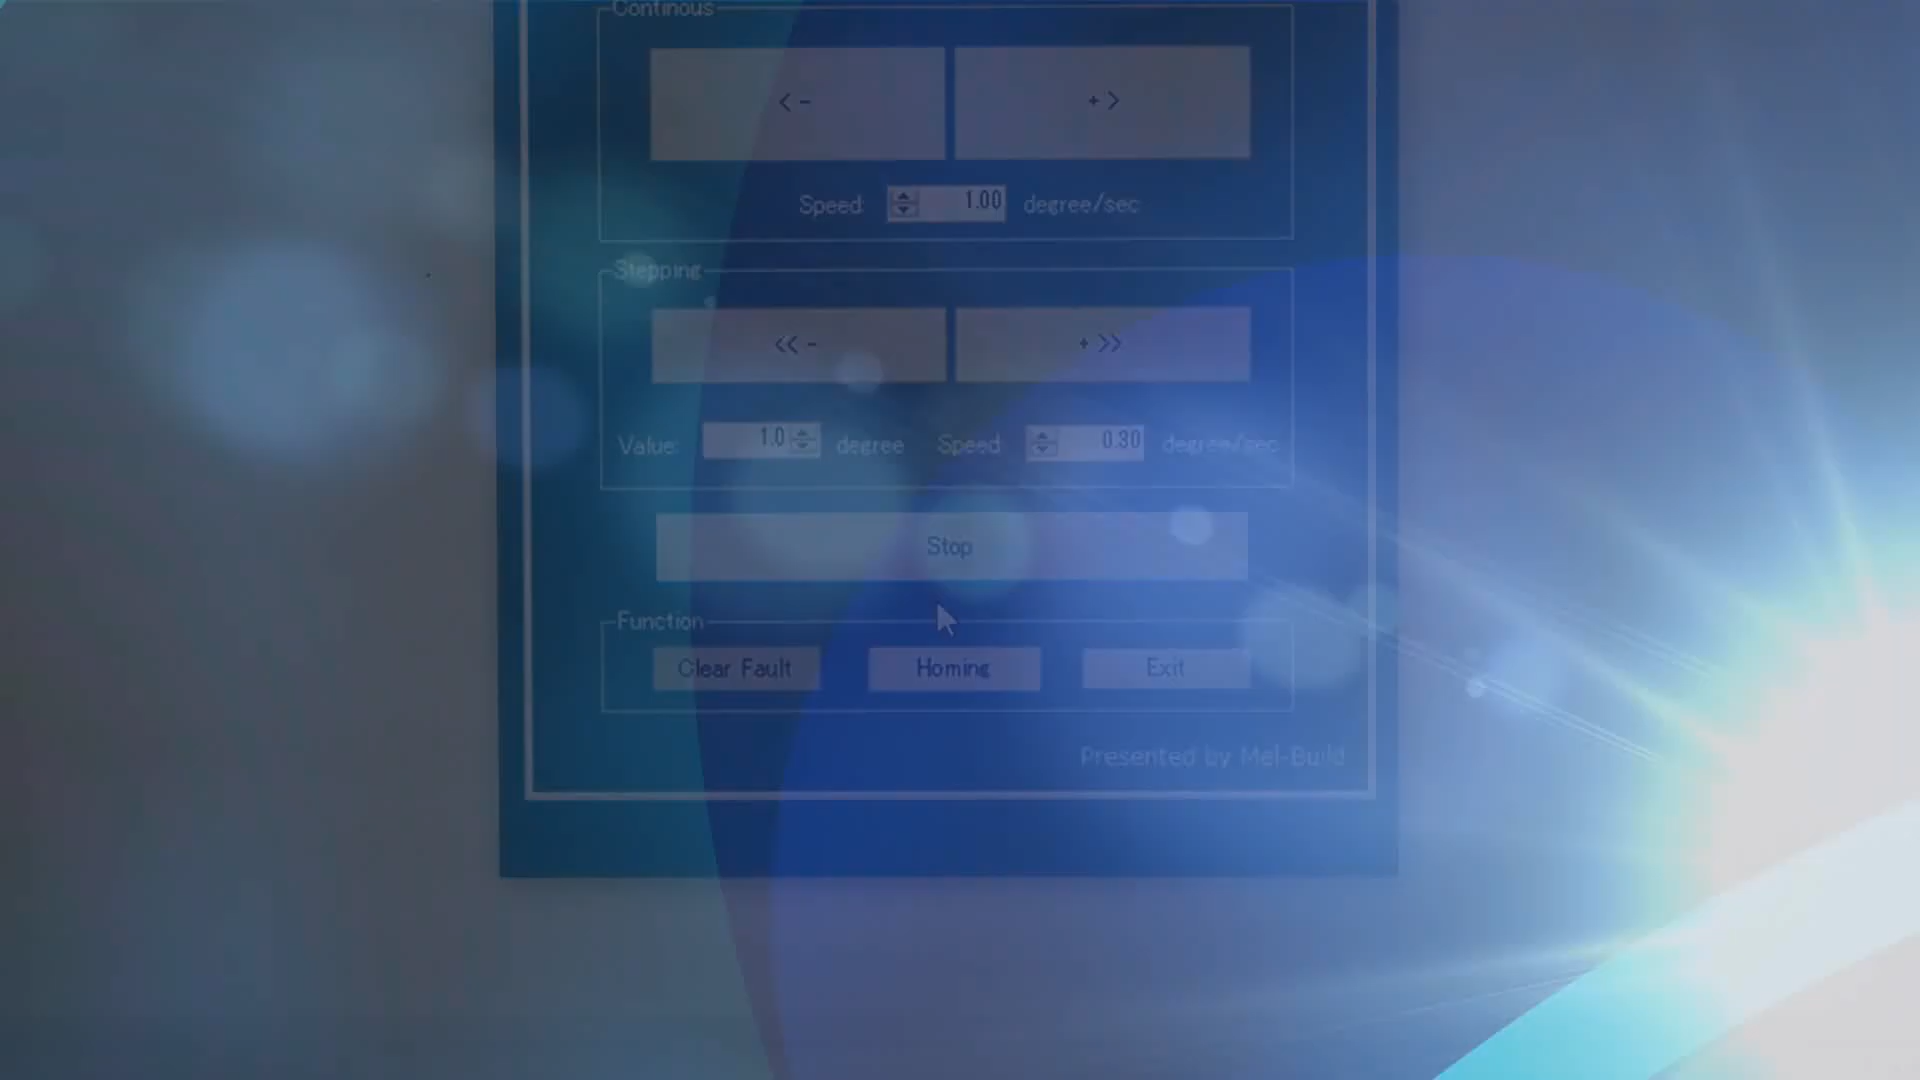 Continous
< -
+ >
Speed: 1.00 degree/sec
Stepping
<< -
+ >>
Value: 1.0 degree Speed: 0.30 degree/sec
Stop
Function
Clear Fault Homing Exit
Presented by Mel-Build